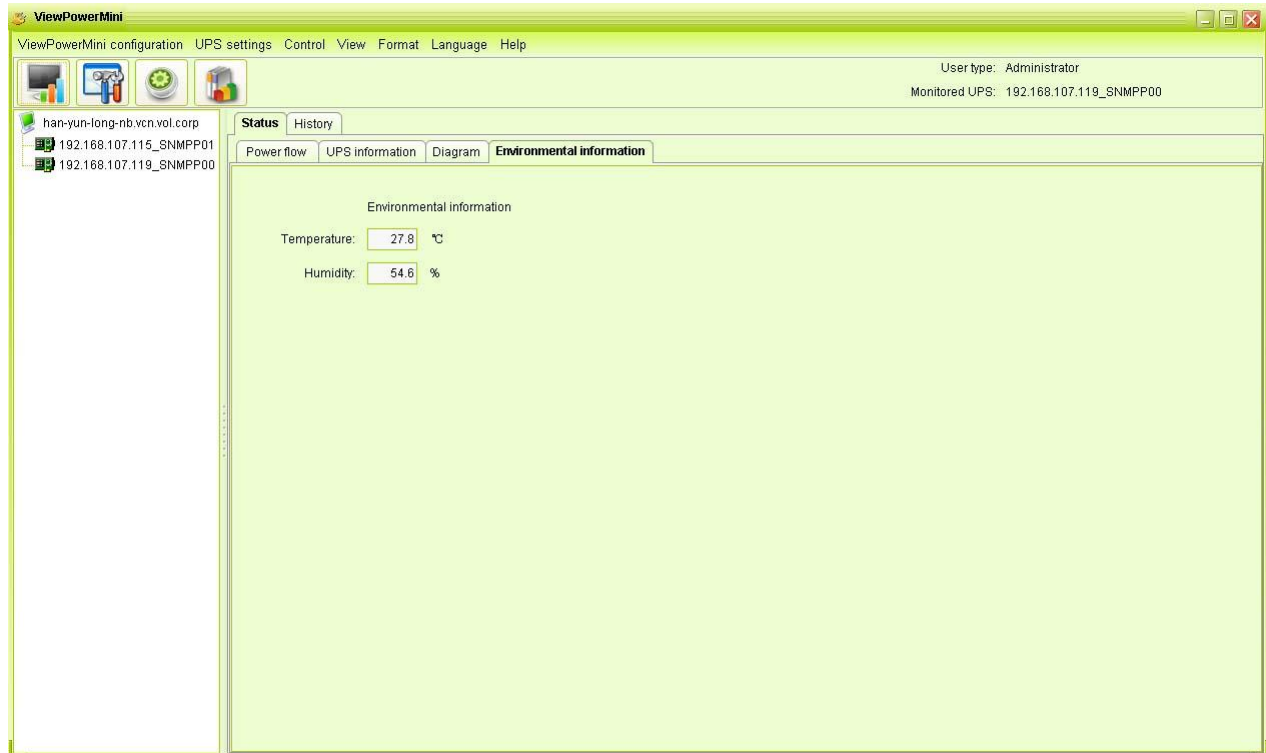 ViewPowerMini
ViewPowerMini configuration UPS settings Control View Format Language Help
User type: Administrator
Monitored UPS: 192.168.107.119_SNMPP00
han-yun-long-nb.vcn.vol.corp
192.168.107.115_SNMPP01
192.168.107.119_SNMPP00
Status History
Power flow UPS information Diagram Environmental information
Environmental information
Temperature: 27.8 ℃
Humidity: 54.6 %